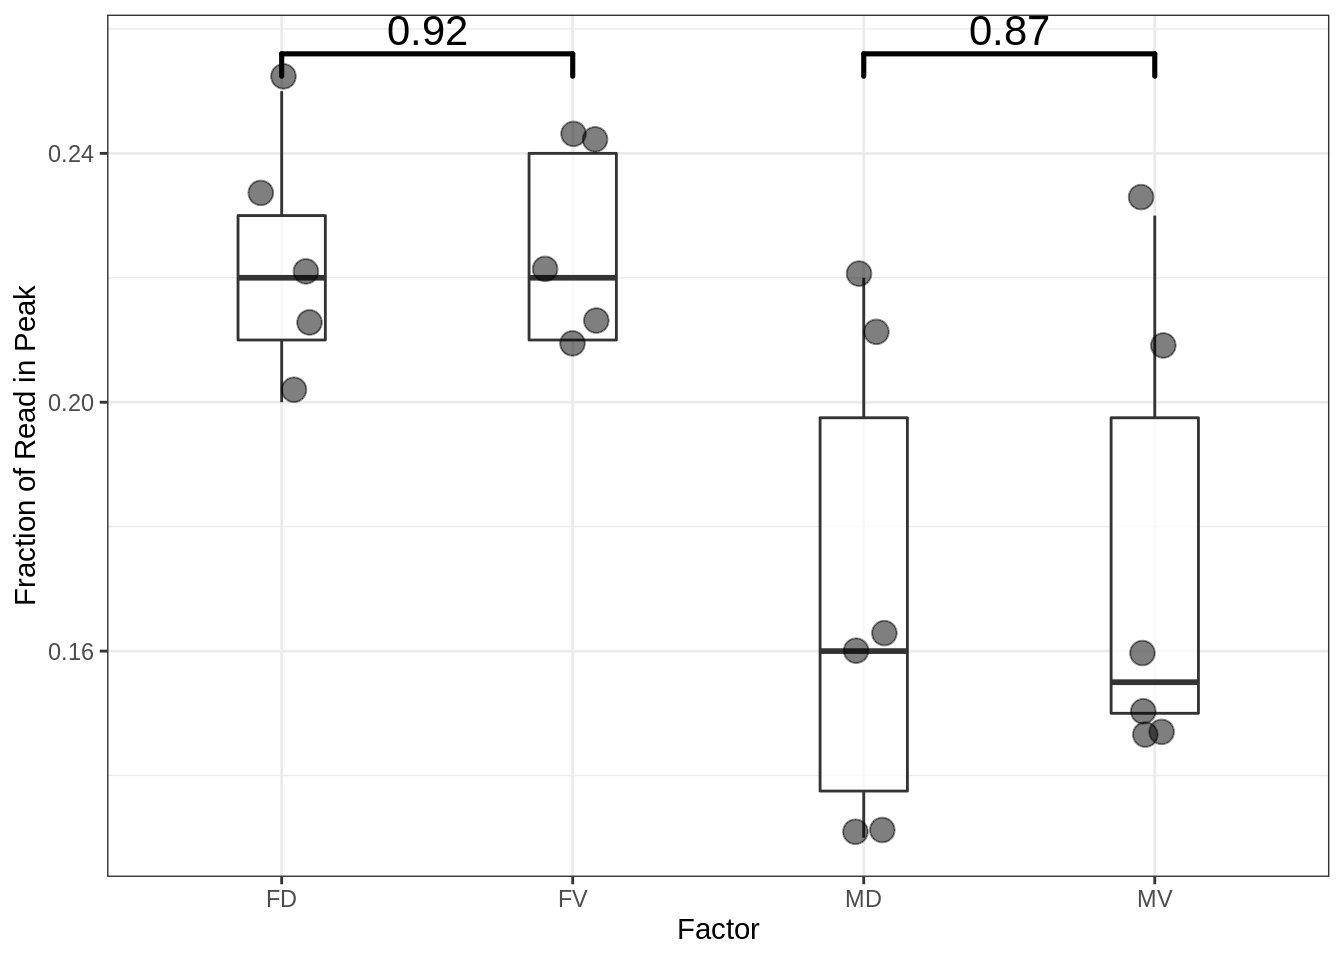 0.92
0.87
0.24
0.20
0.16
Fraction of Read in Peak
FD
FV
MD
MV
Factor